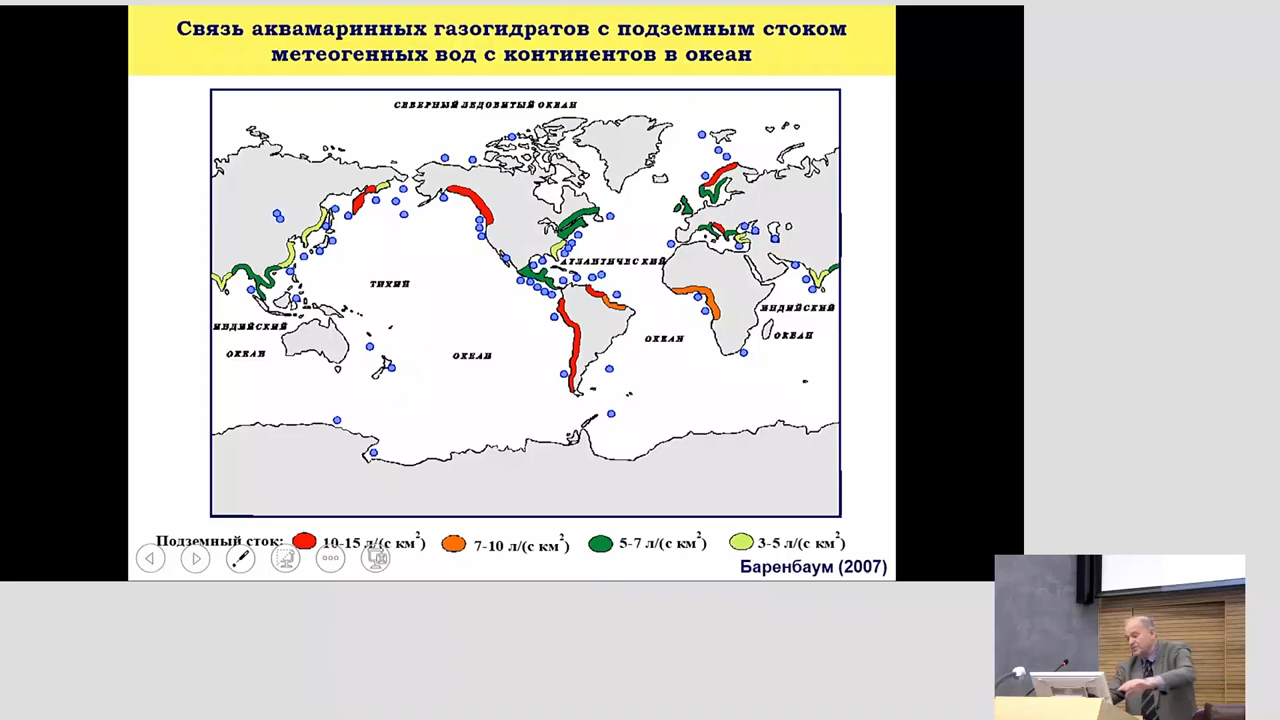 Связь аквамаринных газогидратов с подземным стоком
метеогенных вод с континентов в океан
СЕВЕРНЫЙ ЛЕДОВИТЫЙ ОКЕАН
АТЛАНТИЧЕСКИЙ
ТИХИЙ
ИНДИЙСКИЙ
ИНДИЙСКИЙ
ОКЕАН
ОКЕАН
ОКЕАН
ОКЕАН
Подземный сток: 10-15 л/(с км²) 7-10 л/(с км²) 5-7 л/(с км²) 3-5 л/(с км²)
Баренбаум (2007)